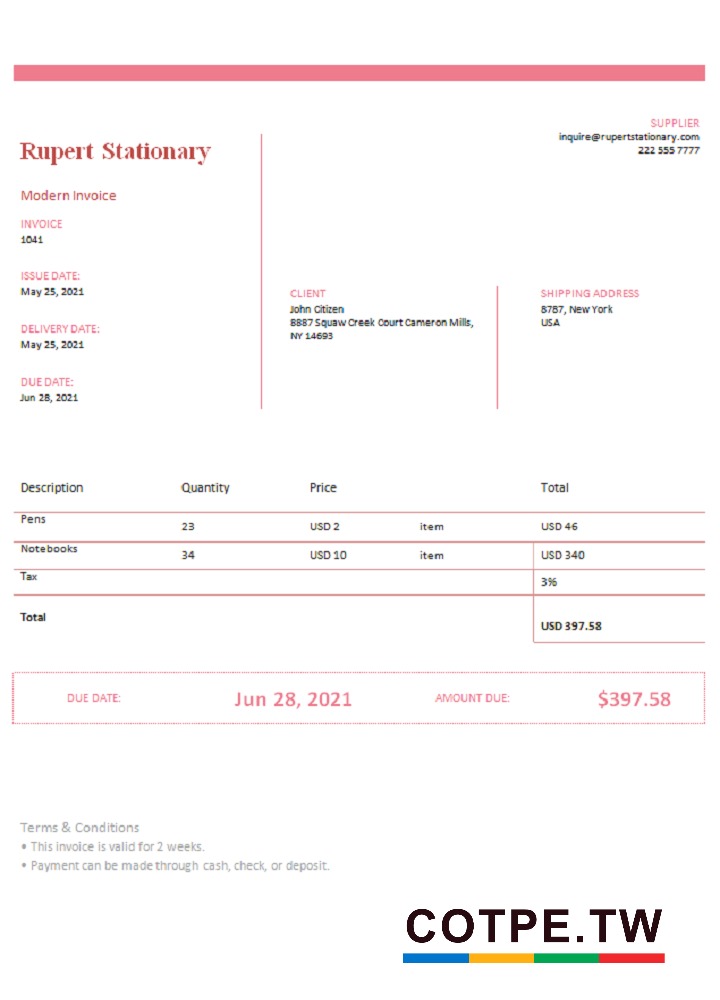 SUPPLIER
inquire@rupertstationary.com
222 555 7777
Rupert Stationary
Modern Invoice
INVOICE
1041
ISSUE DATE:
May 25, 2021
DELIVERY DATE:
May 25, 2021
DUE DATE:
Jun 28, 2021
CLIENT
John Citizen
8887 Squaw Creek Court Cameron Mills,
NY 14693
SHIPPING ADDRESS
8787, New York
USA
Description Quantity Price Total
Pens 23 USD 2 item USD 46
Notebooks 34 USD 10 item USD 340
Tax 3%
Total USD 397.58
DUE DATE: Jun 28, 2021 AMOUNT DUE: $397.58
Terms & Conditions
• This invoice is valid for 2 weeks.
• Payment can be made through cash, check, or deposit.
COTPE.TW